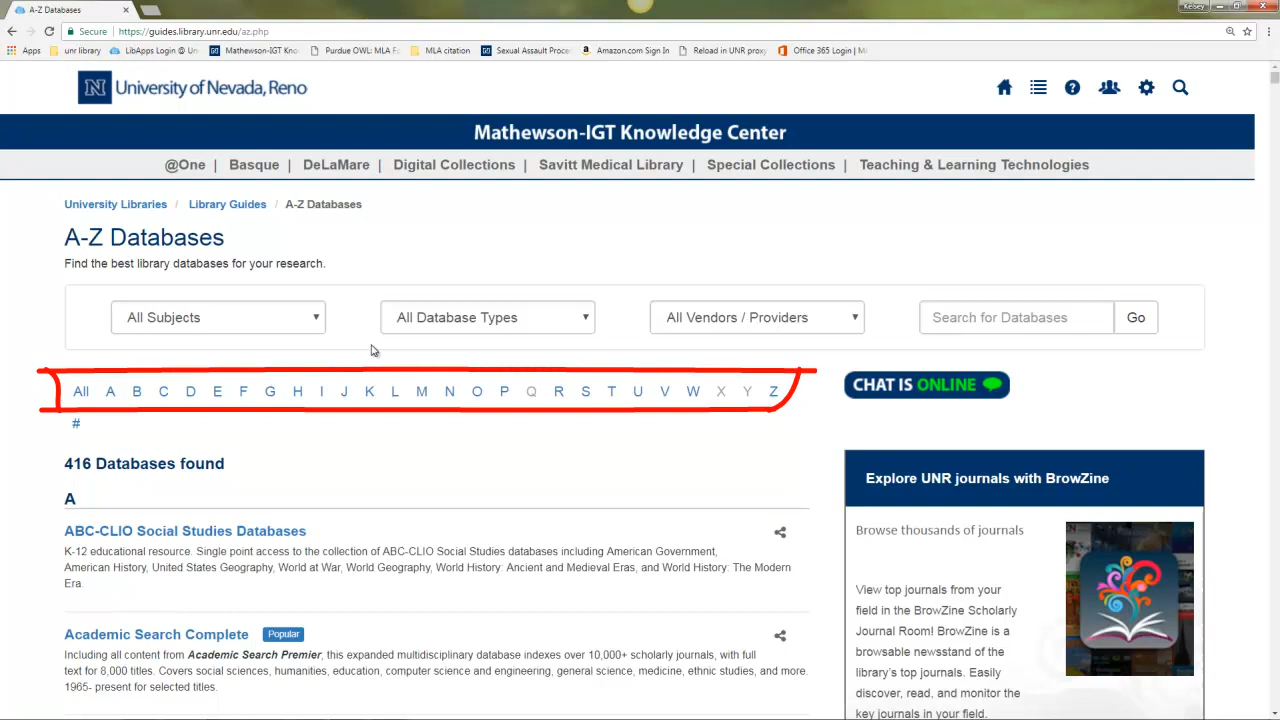 A-Z Databases
Kelsey
Secure https://guides.library.unr.edu/az.php
Apps unr library LibApps Login @ Un Mathewson-IGT Kno Purdue OWL: MLA Fo MLA citation Sexual Assault Proce Amazon.com Sign In Reload in UNR proxy Office 365 Login | Mi
N University of Nevada, Reno
Mathewson-IGT Knowledge Center
@One | Basque | DeLaMare | Digital Collections | Savitt Medical Library | Special Collections | Teaching & Learning Technologies
University Libraries / Library Guides / A-Z Databases
A-Z Databases
Find the best library databases for your research.
All Subjects All Database Types All Vendors / Providers Search for Databases Go
All A B C D E F G H I J K L M N O P Q R S T U V W X Y Z
#
CHAT IS ONLINE
416 Databases found
A
ABC-CLIO Social Studies Databases
K-12 educational resource. Single point access to the collection of ABC-CLIO Social Studies databases including American Government,
American History, United States Geography, World at War, World Geography, World History: Ancient and Medieval Eras, and World History: The Modern
Era.
Academic Search Complete Popular
Including all content from Academic Search Premier, this expanded multidisciplinary database indexes over 10,000+ scholarly journals, with full
text for 8,000 titles. Covers social sciences, humanities, education, computer science and engineering, general science, medicine, ethnic studies, and more.
1965- present for selected titles.
Explore UNR journals with BrowZine
Browse thousands of journals
View top journals from your
field in the BrowZine Scholarly
Journal Room! BrowZine is a
browsable newsstand of the
library's top journals. Easily
discover, read, and monitor the
key journals in your field.